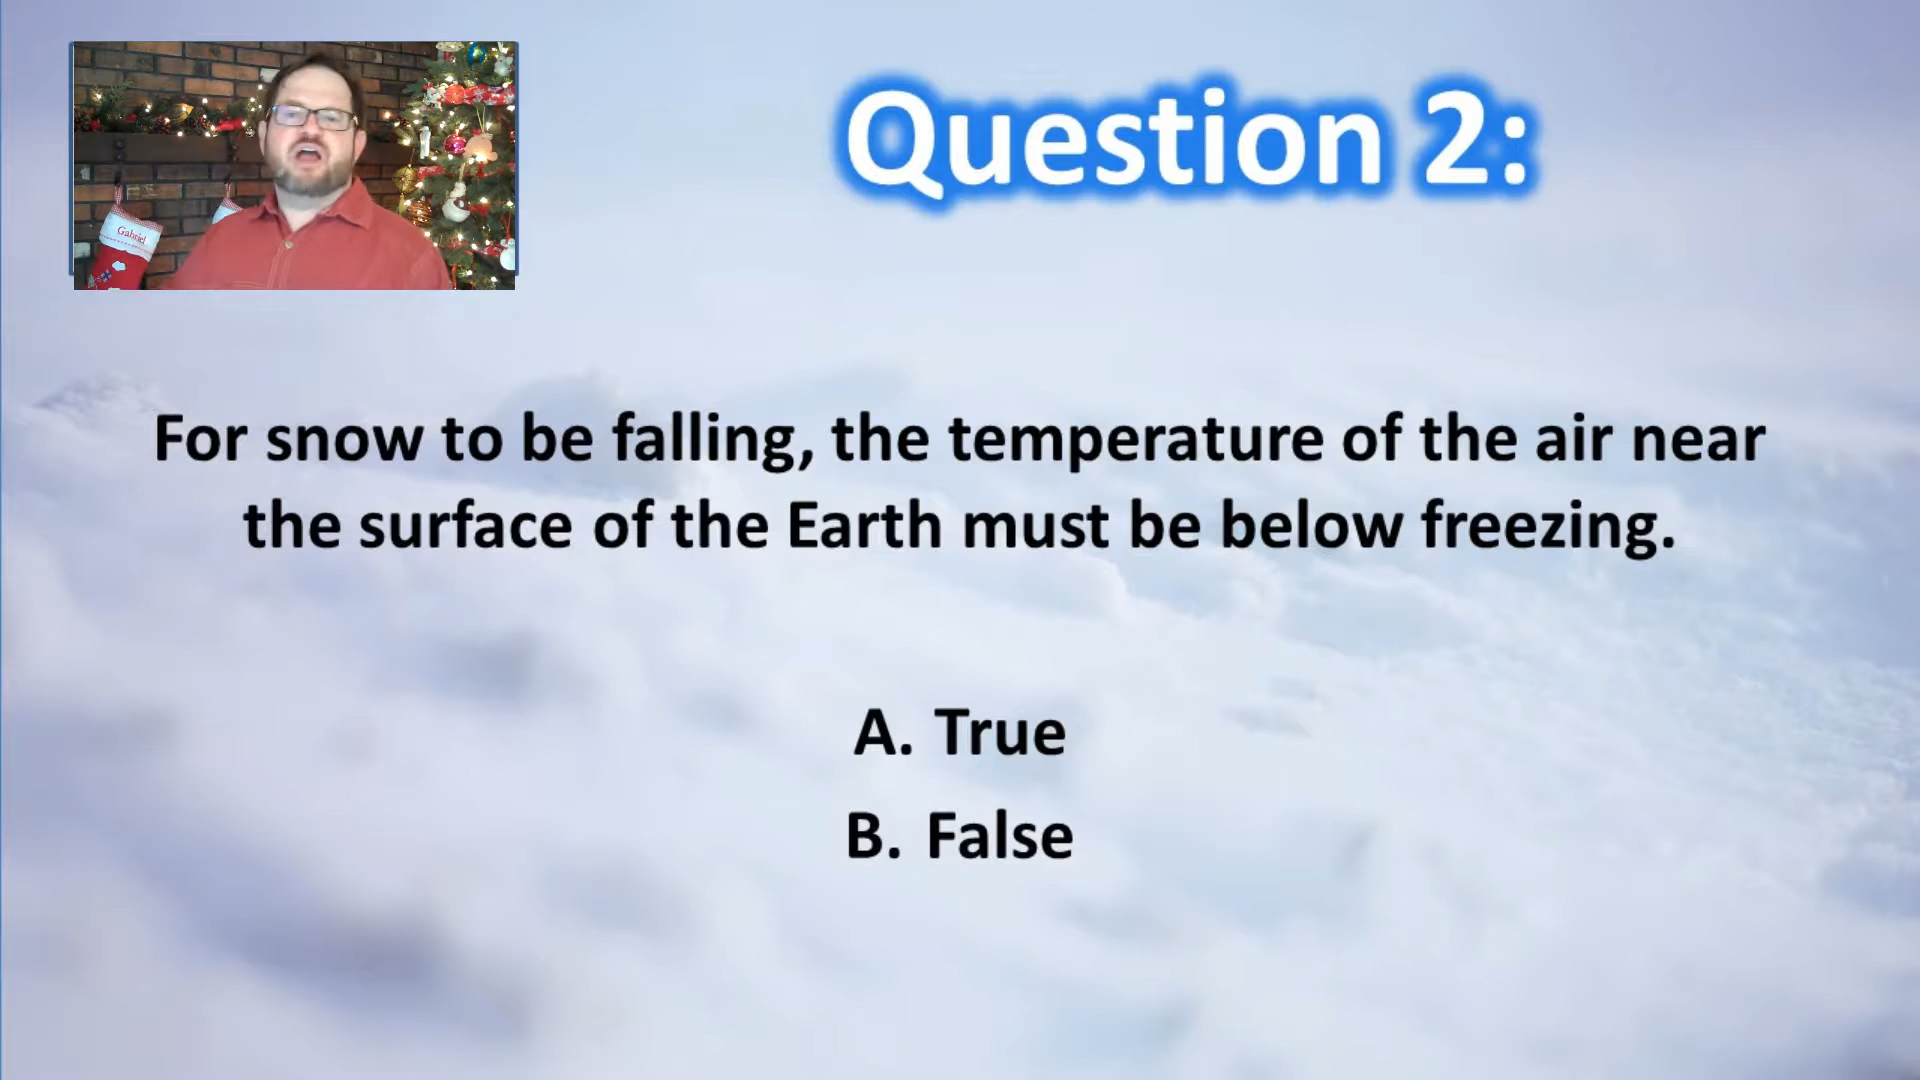 Gabriel
Question 2:
For snow to be falling, the temperature of the air near
the surface of the Earth must be below freezing.
A. True
B. False